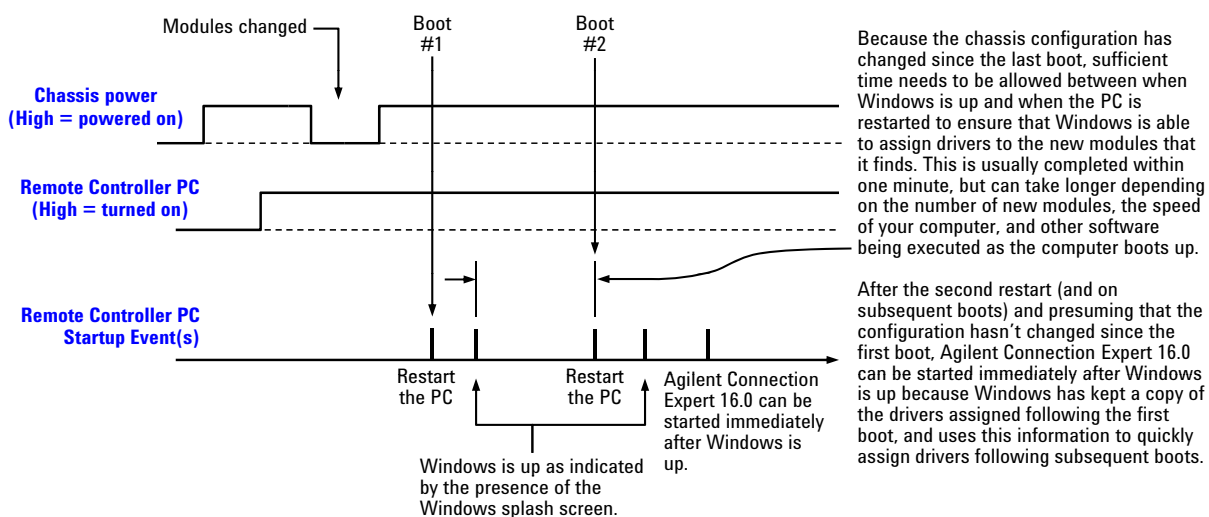 Modules changed
Boot
#1
Boot
#2
Chassis power
(High = powered on)
Remote Controller PC
(High = turned on)
Remote Controller PC
Startup Event(s)
Restart
the PC
Restart
the PC
Agilent Connection
Expert 16.0 can be
started immediately
after Windows is
up.
Windows is up as indicated
by the presence of the
Windows splash screen.
Because the chassis configuration has
changed since the last boot, sufficient
time needs to be allowed between when
Windows is up and when the PC is
restarted to ensure that Windows is able
to assign drivers to the new modules that
it finds. This is usually completed within
one minute, but can take longer depending
on the number of new modules, the speed
of your computer, and other software
being executed as the computer boots up.
After the second restart (and on
subsequent boots) and presuming that the
configuration hasn't changed since the
first boot, Agilent Connection Expert 16.0
can be started immediately after Windows
is up because Windows has kept a copy of
the drivers assigned following the first
boot, and uses this information to quickly
assign drivers following subsequent boots.